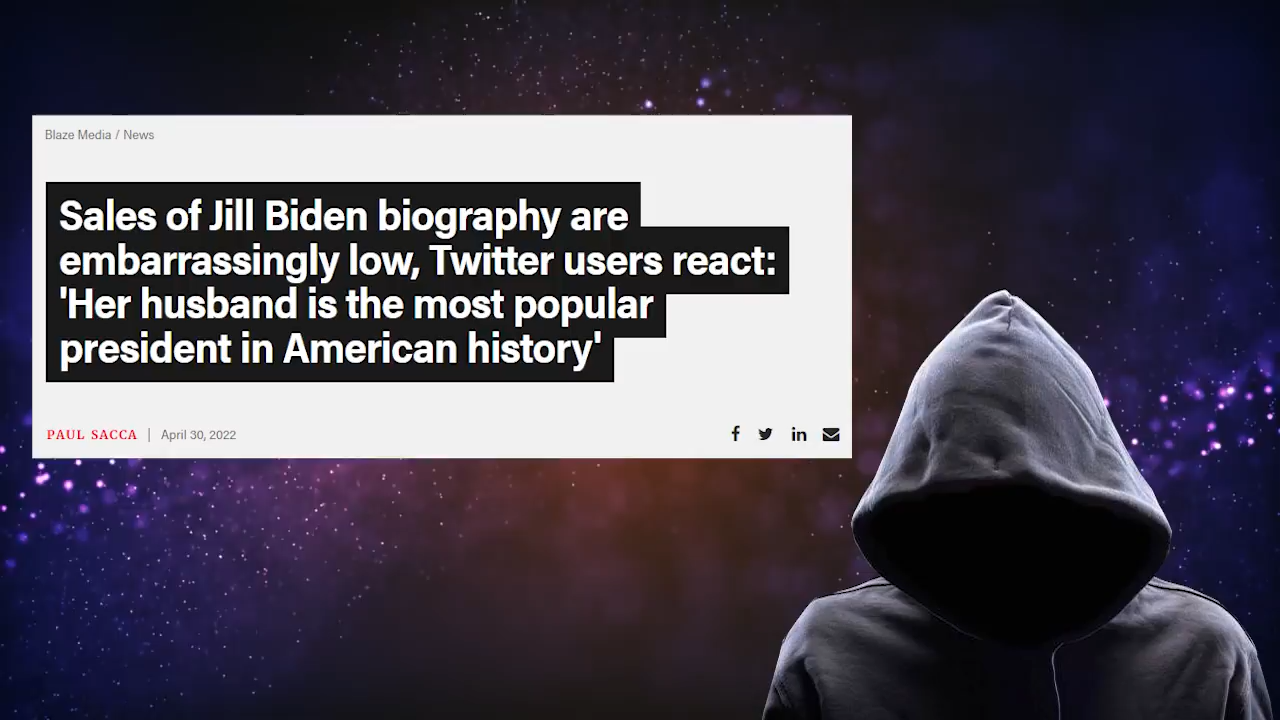 Blaze Media / News
Sales of Jill Biden biography are
embarrassingly low, Twitter users react:
'Her husband is the most popular
president in American history'
PAUL SACCA | April 30, 2022